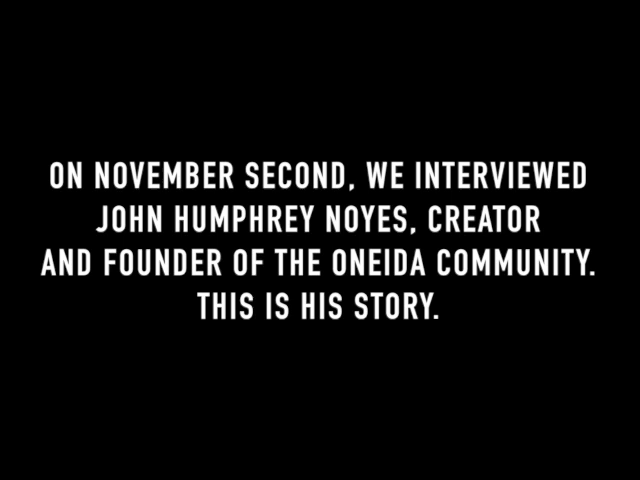 ON NOVEMBER SECOND, WE INTERVIEWED
JOHN HUMPHREY NOYES, CREATOR
AND FOUNDER OF THE ONEIDA COMMUNITY.
THIS IS HIS STORY.